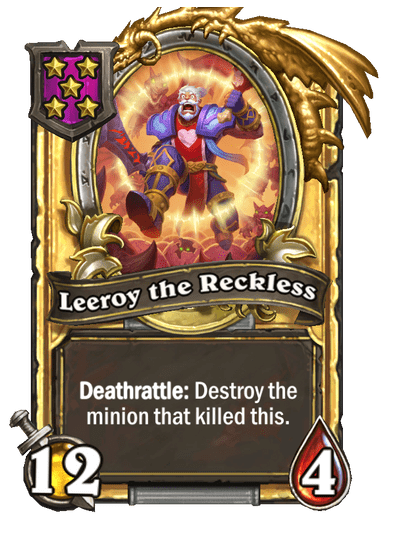 Leeroy the Reckless
Deathrattle: Destroy the
minion that killed this.
12
4